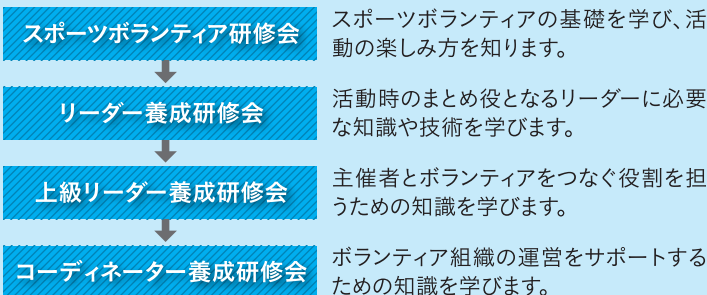 スポーツボランティア研修会
スポーツボランティアの基礎を学び、活
動の楽しみ方を知ります。
リーダー養成研修会
活動時のまとめ役となるリーダーに必要
な知識や技術を学びます。
上級リーダー養成研修会
主催者とボランティアをつなぐ役割を担
うための知識を学びます。
コーディネーター養成研修会
ボランティア組織の運営をサポートする
ための知識を学びます。